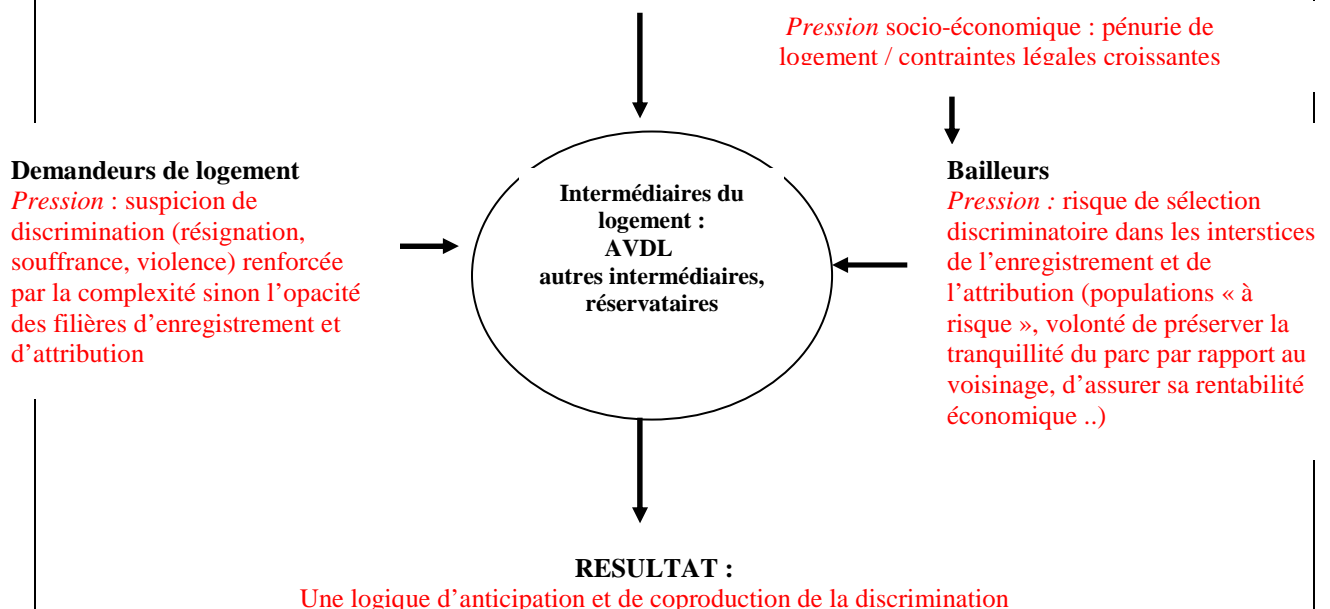 Pression socio-économique : pénurie de
logement / contraintes légales croissantes
Demandeurs de logement
Pression : suspicion de
discrimination (résignation,
souffrance, violence) renforcée
par la complexité sinon l’opacité
des filières d’enregistrement et
d’attribution
Intermédiaires du
logement :
AVDL
autres intermédiaires,
réservataires
Bailleurs
Pression : risque de sélection
discriminatoire dans les interstices
de l’enregistrement et de
l’attribution (populations « à
risque », volonté de préserver la
tranquillité du parc par rapport au
voisinage, d’assurer sa rentabilité
économique ..)
RESULTAT :
Une logique d’anticipation et de coproduction de la discrimination